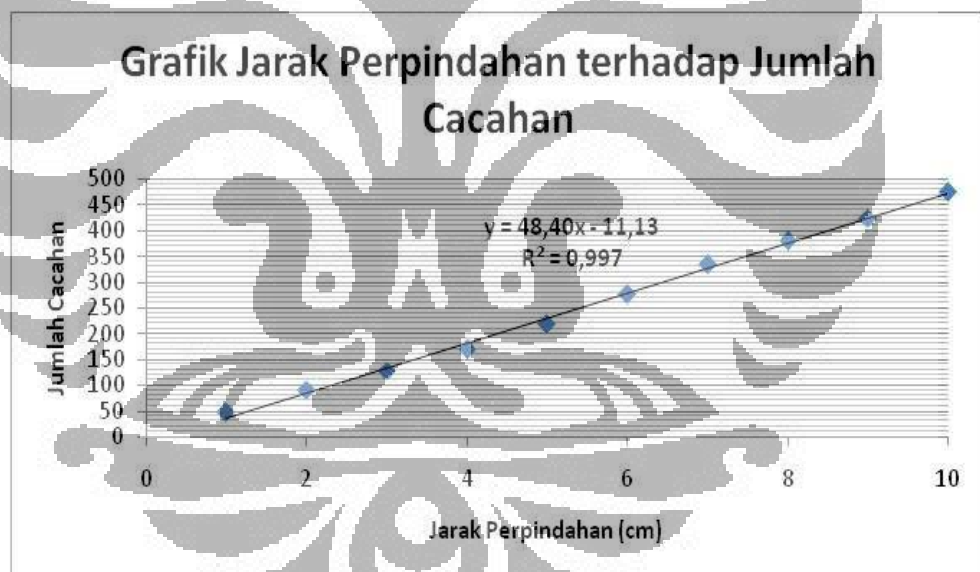 Grafik Jarak Perpindahan terhadap Jumlah
Cacahan
Jumlah Cacahan
500
450
400
350
300
250
200
150
100
50
0
y = 48,40x - 11,13
R² = 0,997
0 2 4 6 8 10
Jarak Perpindahan (cm)